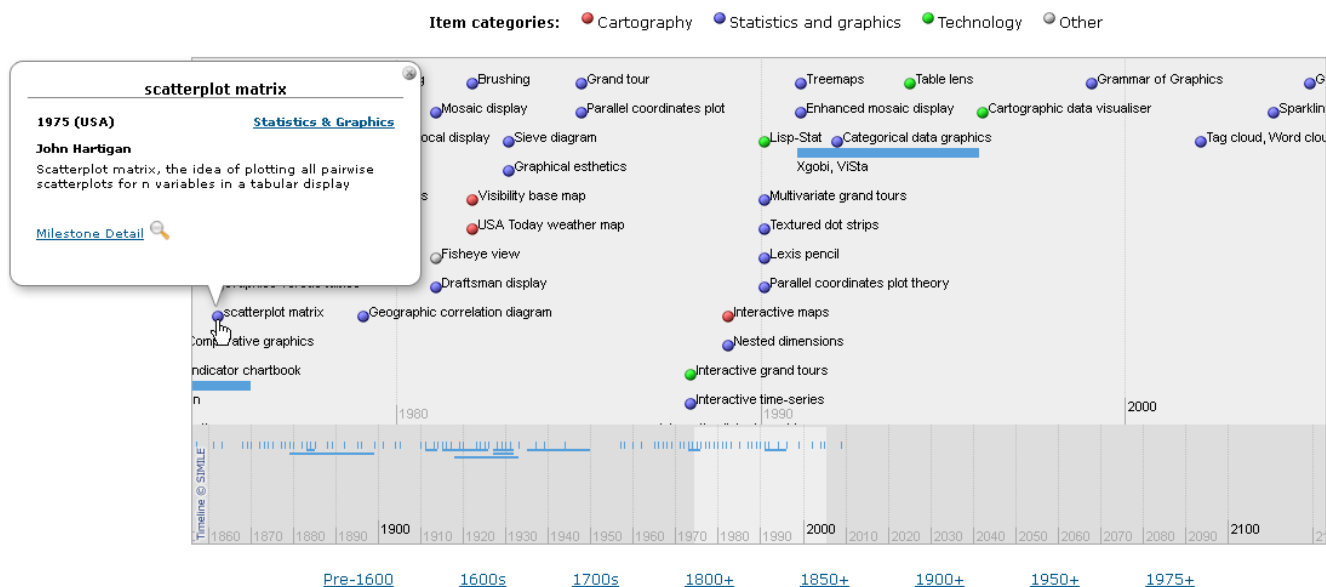 Item categories: Cartography Statistics and graphics Technology Other
scatterplot matrix
1975 (USA) Statistics & Graphics
John Hartigan
Scatterplot matrix, the idea of plotting all pairwise
scatterplots for n variables in a tabular display
Milestone Detail
Brushing Grand tour Treemaps Table lens Grammar of Graphics G
Mosaic display Parallel coordinates plot Enhanced mosaic display Cartographic data visualiser Sparklin
ocal display Sieve diagram Lisp-Stat Categorical data graphics Tag cloud, Word clou
Graphical esthetics Xgobi, ViSta
Visibility base map Multivariate grand tours
USA Today weather map Textured dot strips
Fisheye view Lexis pencil
Draftsman display Parallel coordinates plot theory
scatterplot matrix Geographic correlation diagram Interactive maps
Comparative graphics Nested dimensions
ndicator chartbook Interactive grand tours
n Interactive time-series
1980 1990 2000
Timeline © SIMILE
1860 1870 1880 1890 1900 1910 1920 1930 1940 1950 1960 1970 1980 1990 2000 2010 2020 2030 2040 2050 2060 2070 2080 2090 2100
Pre-1600 1600s 1700s 1800+ 1850+ 1900+ 1950+ 1975+